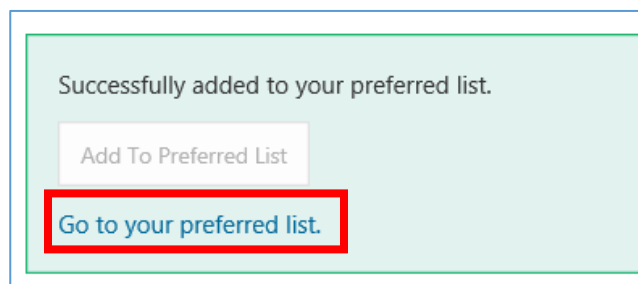 Successfully added to your preferred list.
Add To Preferred List
Go to your preferred list.